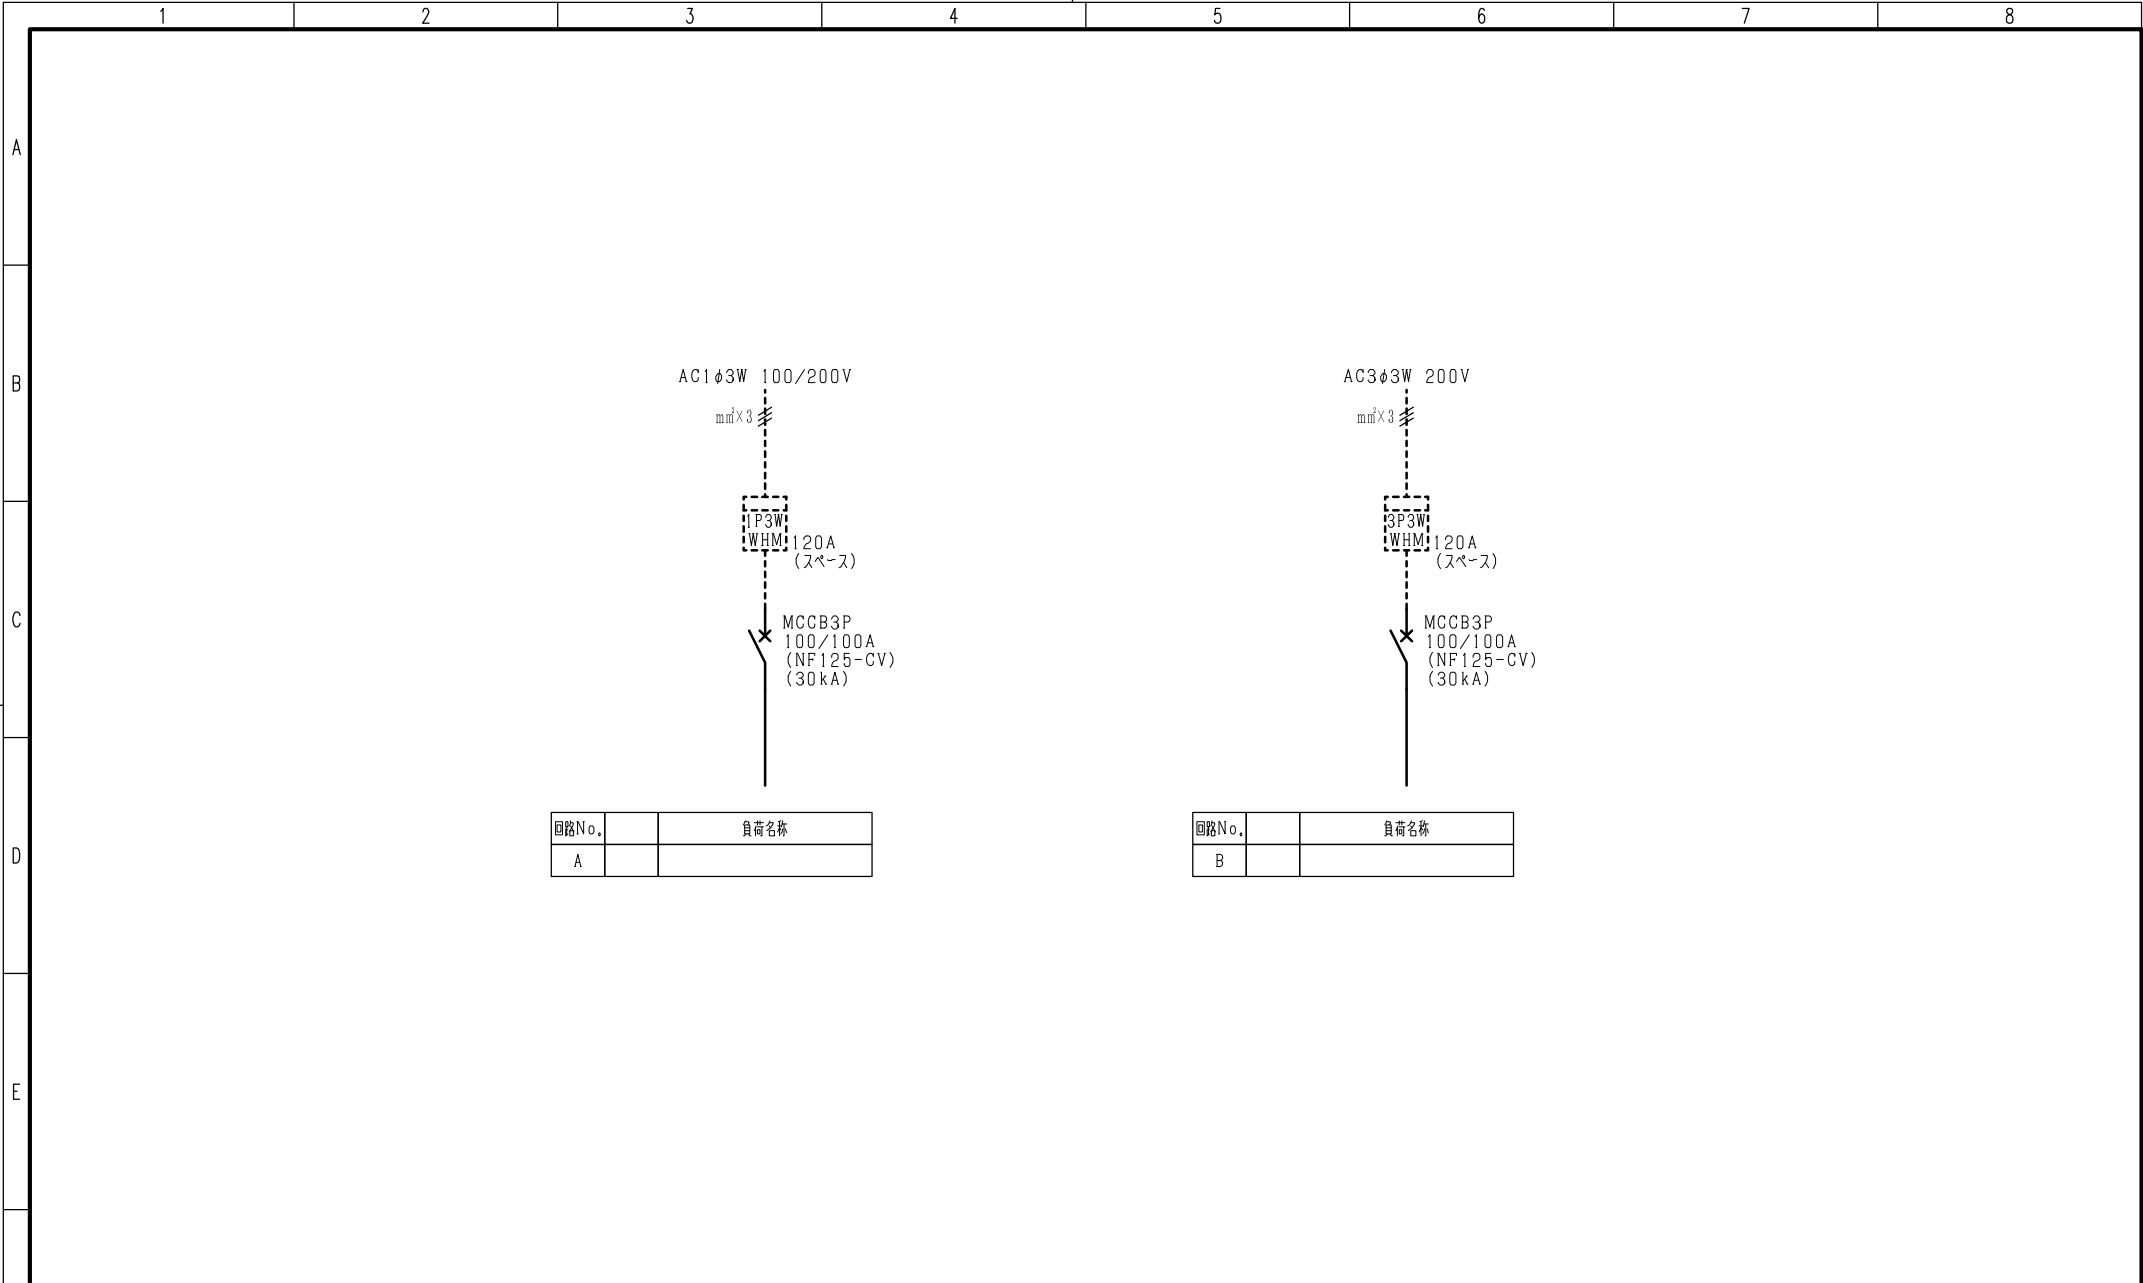 1 2 3 4 5 6 7 8
A
B
C
D
E
AC1φ3W 100/200V
mm²×3
1P3W
WHM
120A
(スペース)
MCCB3P
100/100A
(NF125-CV)
(30kA)
回路No. 負荷名称
A
AC3φ3W 200V
mm²×3
3P3W
WHM
120A
(スペース)
MCCB3P
100/100A
(NF125-CV)
(30kA)
回路No. 負荷名称
B